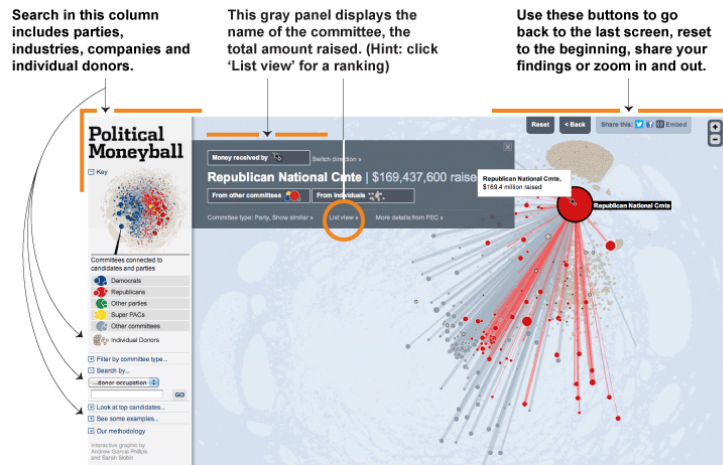 Search in this column
includes parties,
industries, companies and
individual donors.
This gray panel displays the
name of the committee, the
total amount raised. (Hint: click
‘List view’ for a ranking)
Use these buttons to go
back to the last screen, reset
to the beginning, share your
findings or zoom in and out.
Political
Moneyball
Key
Committees connected to
candidates and parties
Democrats
Republicans
Other parties
Super PACs
Other committees
Individual Donors
Filter by committee type...
Search by...
...donor occupation
GO
Look at top candidates...
See some examples...
Our methodology
Interactive graphic by
Andrew Garcia Phillips
and Sarah Slobin
Reset
< Back
Share this: Embed
+
−
Money received by
Switch direction »
Republican National Cmte | $169,437,600 raise
From other committees
From individuals
Committee type: Party, Show similar »
List view »
More details from FEC »
Republican National Cmte,
$169.4 million raised
Republican National Cmte